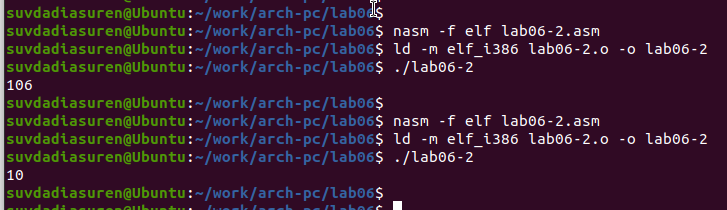 suvdadiasuren@Ubuntu:~/work/arch-pc/lab06$
suvdadiasuren@Ubuntu:~/work/arch-pc/lab06$ nasm -f elf lab06-2.asm
suvdadiasuren@Ubuntu:~/work/arch-pc/lab06$ ld -m elf_i386 lab06-2.o -o lab06-2
suvdadiasuren@Ubuntu:~/work/arch-pc/lab06$ ./lab06-2
106
suvdadiasuren@Ubuntu:~/work/arch-pc/lab06$
suvdadiasuren@Ubuntu:~/work/arch-pc/lab06$ nasm -f elf lab06-2.asm
suvdadiasuren@Ubuntu:~/work/arch-pc/lab06$ ld -m elf_i386 lab06-2.o -o lab06-2
suvdadiasuren@Ubuntu:~/work/arch-pc/lab06$ ./lab06-2
10
suvdadiasuren@Ubuntu:~/work/arch-pc/lab06$
suvdadiasuren@Ubuntu:~/work/arch-pc/lab06$